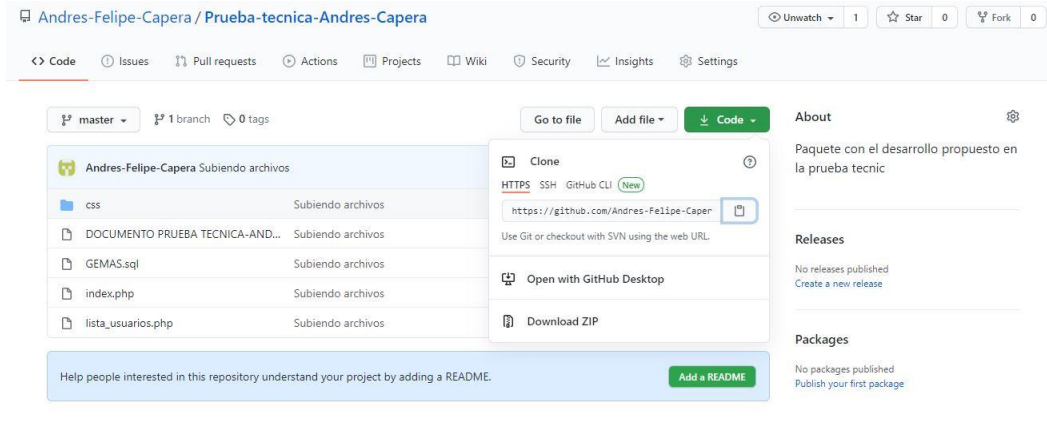 Andres-Felipe-Capera / Prueba-tecnica-Andres-Capera
Unwatch 1 Star 0 Fork 0
<> Code Issues Pull requests Actions Projects Wiki Security Insights Settings
master 1 branch 0 tags Go to file Add file Code
Andres-Felipe-Capera Subiendo archivos
css Subiendo archivos
DOCUMENTO PRUEBA TECNICA-AND... Subiendo archivos
GEMAS.sql Subiendo archivos
index.php Subiendo archivos
lista_usuarios.php Subiendo archivos
Clone
HTTPS SSH GitHub CLI New
https://github.com/Andres-Felipe-Caper
Use Git or checkout with SVN using the web URL.
Open with GitHub Desktop
Download ZIP
Help people interested in this repository understand your project by adding a README. Add a README
About
Paquete con el desarrollo propuesto en
la prueba tecnic
Releases
No releases published
Create a new release
Packages
No packages published
Publish your first package